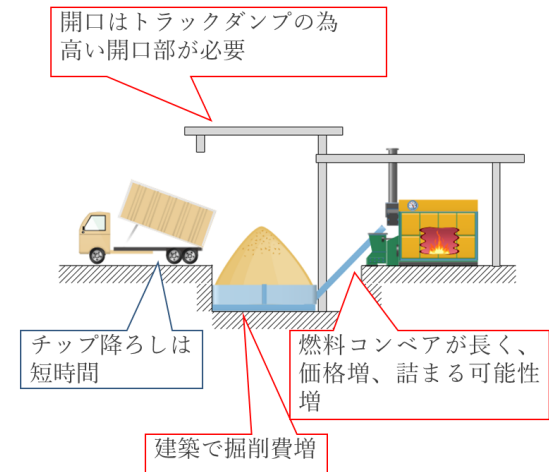 開口はトラックダンプの為
高い開口部が必要
チップ降ろしは
短時間
燃料コンベアが長く、
価格増、詰まる可能性
増
建築で掘削費増